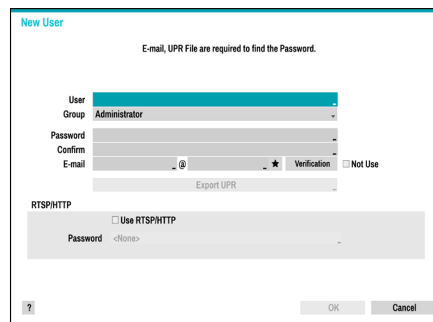 New User
E-mail, UPR File are required to find the Password.
User
Group Administrator
Password
Confirm
E-mail @ ★ Verification Not Use
Export UPR
RTSP/HTTP
Use RTSP/HTTP
Password <None>
? OK Cancel